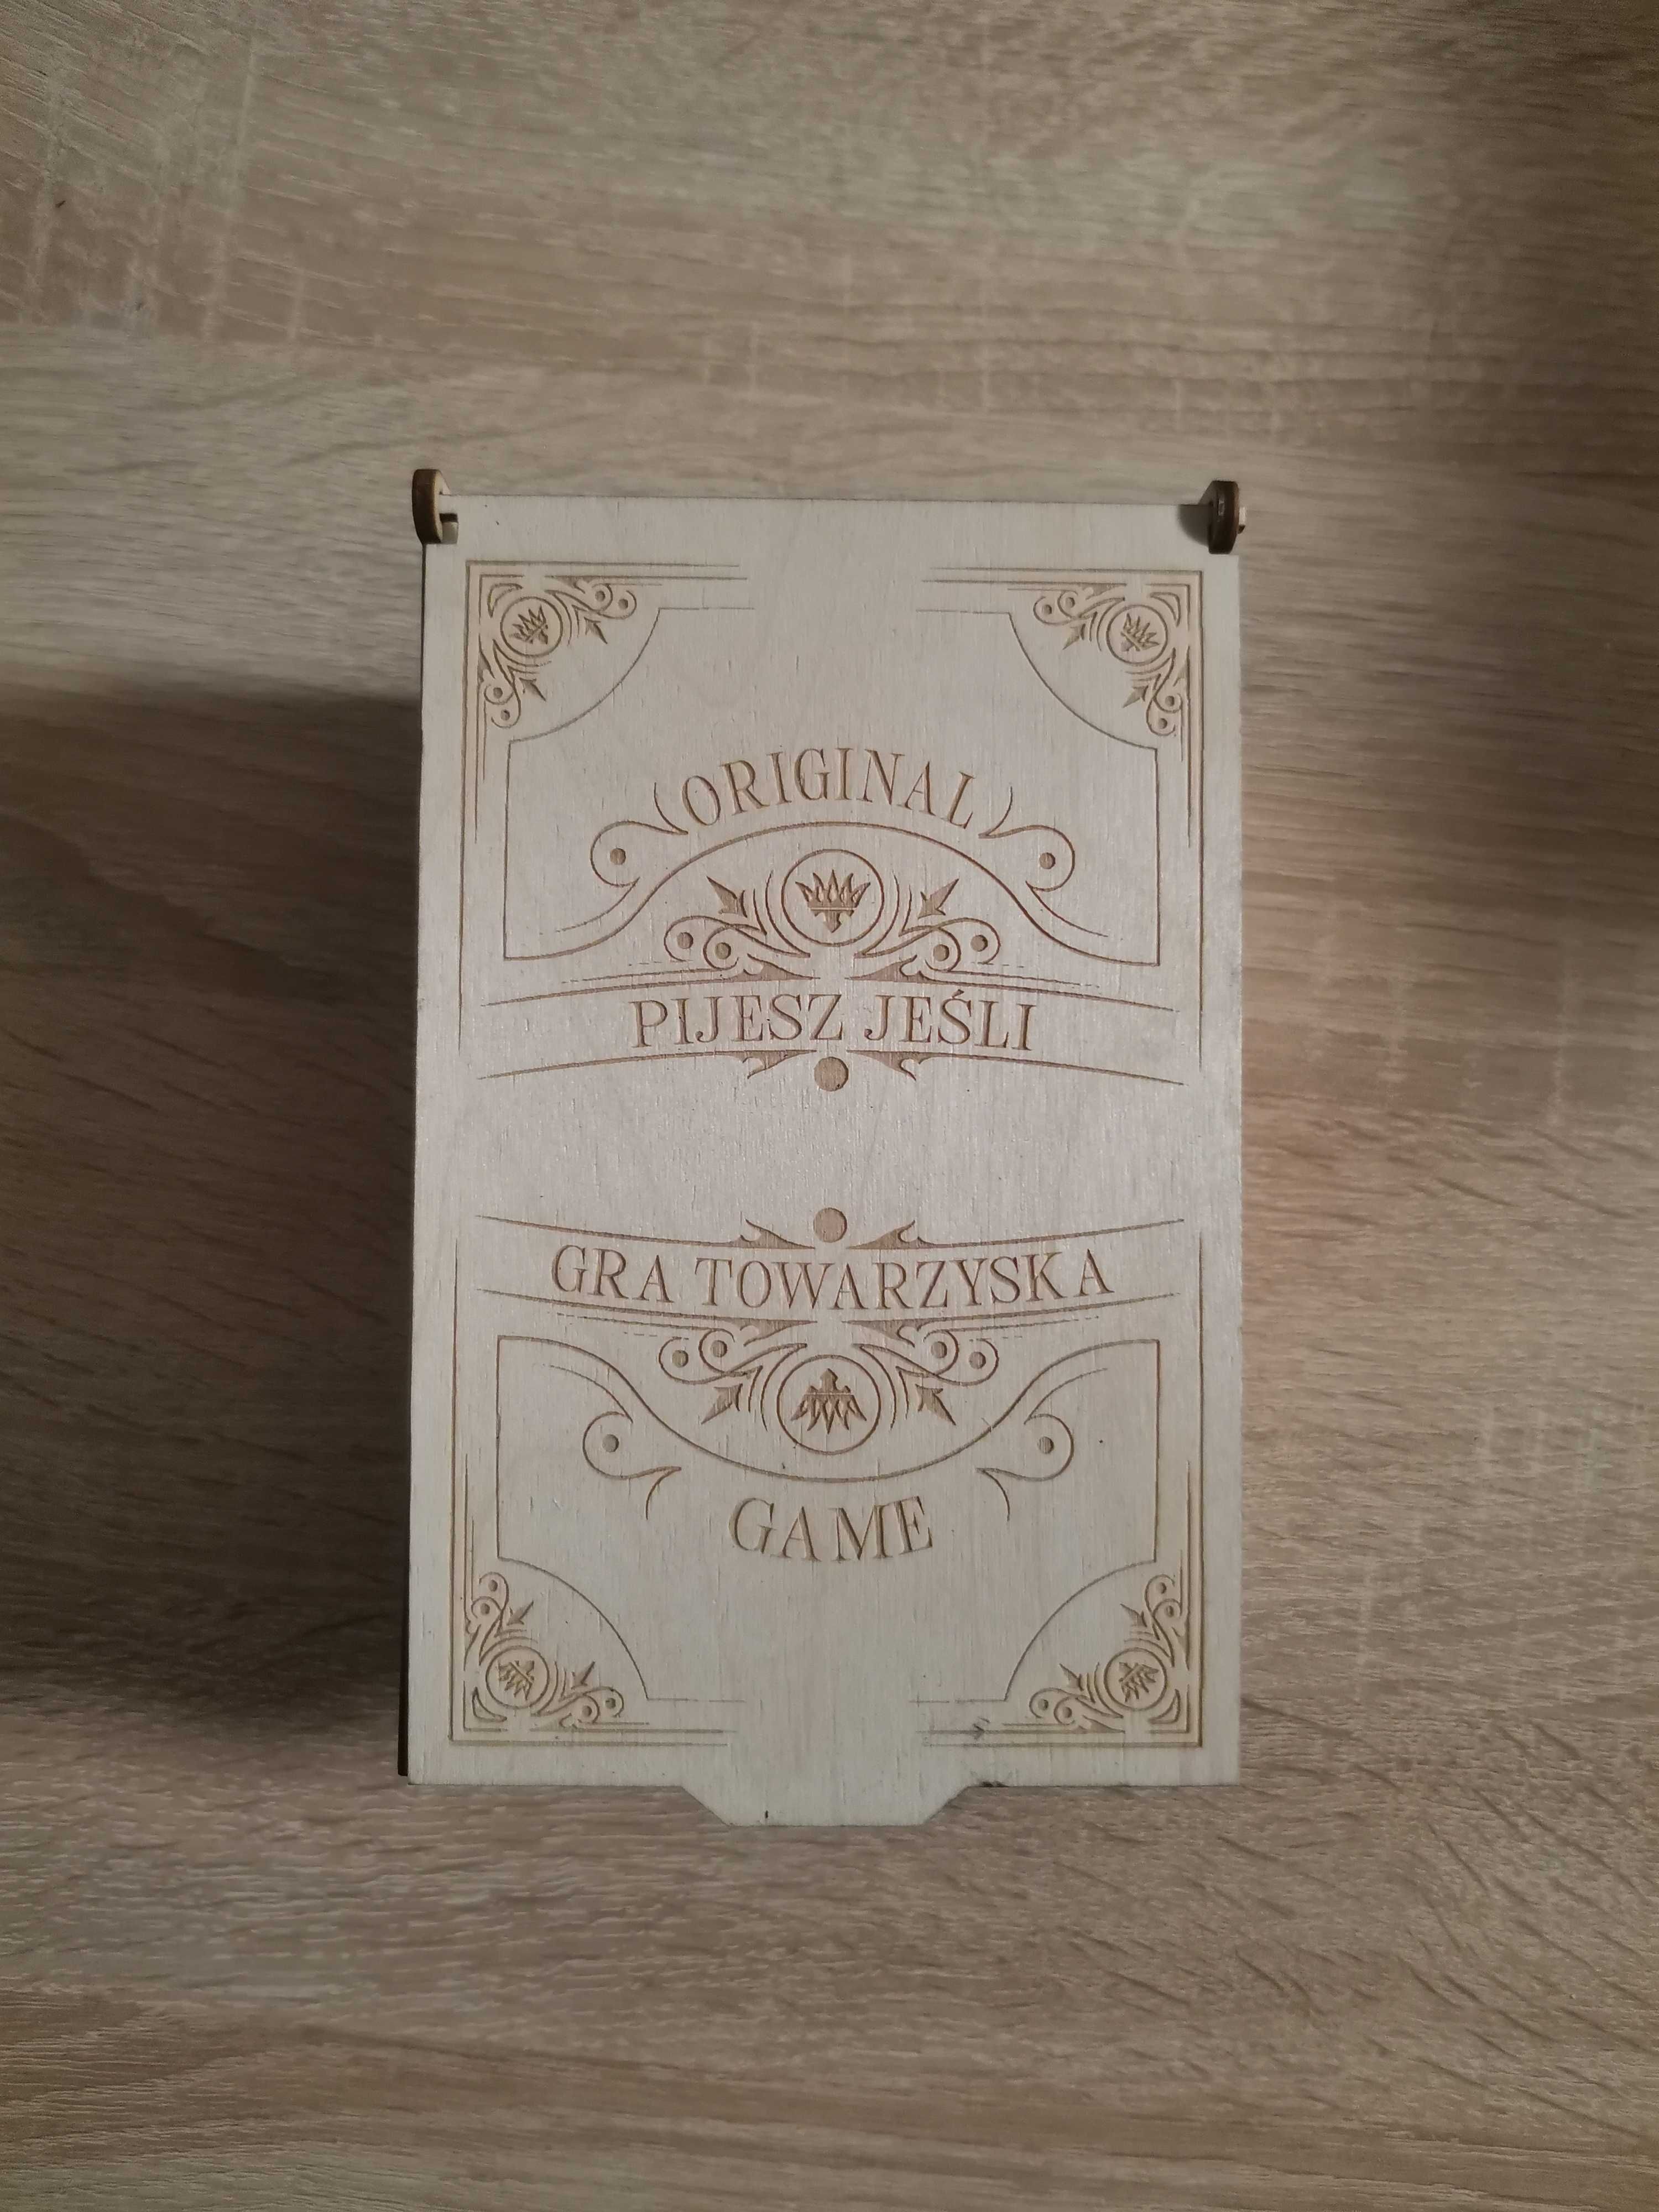 ORIGINAL
PIJESZ JEŚLI
GRA TOWARZYSKA
GAME